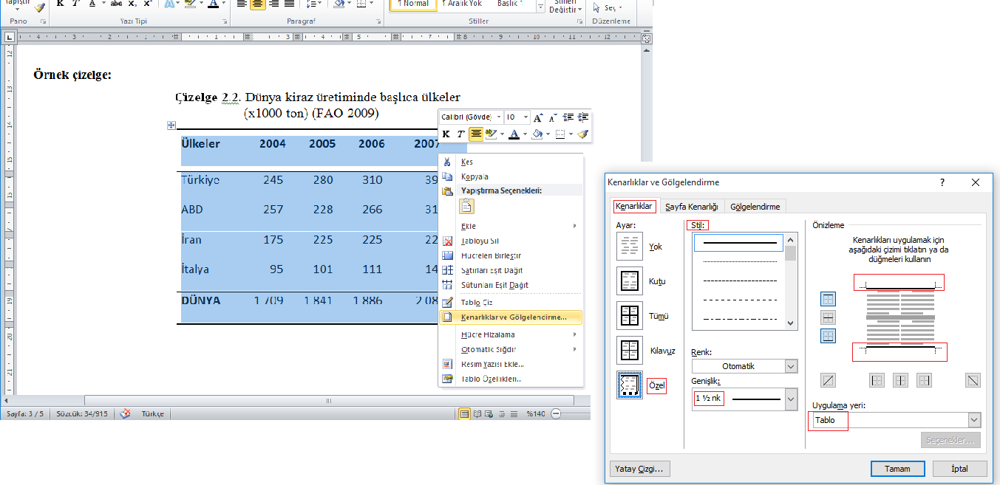 Yapıştır
K T A abc x, x
Pano Yazı Tipi Paragraf Stiller Düzenleme
¶ Normal ¶ Aralık Yok Başlık 1
Stilleri
Değiştir
Seç
Örnek çizelge:
Çizelge 2.2. Dünya kiraz üretiminde başlıca ülkeler
(x1000 ton) (FAO 2009)
Ülkeler 2004 2005 2006 2007
Türkiye 245 280 310 39
ABD 257 228 266 31
İran 175 225 225 22
İtalya 95 101 111 14
DÜNYA 1 709 1 841 1 886 2 08
Calibri (Gövde) 10
K T
Kes
Kopyala
Yapıştırma Seçenekleri:
Ekle
Tabloyu Sil
Hücreleri Birleştir
Satırları Eşit Dağıt
Sütunları Eşit Dağıt
Tablo Çiz
Kenarlıklar ve Gölgelendirme...
Hücre Hizalama
Otomatik Sığdır
Resim Yazısı Ekle...
Tablo Özellikleri...
Sayfa: 3 / 5 Sözcük: 34/915 Türkçe %140
Kenarlıklar ve Gölgelendirme ?
Kenarlıklar Sayfa Kenarlığı Gölgelendirme
Ayar:
Yok
Kutu
Tümü
Kılavuz
Özel
Stil:
Renk:
Otomatik
Genişlik:
1 ½ nk
Önizleme
Kenarlıkları uygulamak için
aşağıdaki çizimi tıklatın ya da
düğmeleri kullanın
Uygulama yeri:
Tablo
Seçenekler...
Yatay Çizgi... Tamam İptal